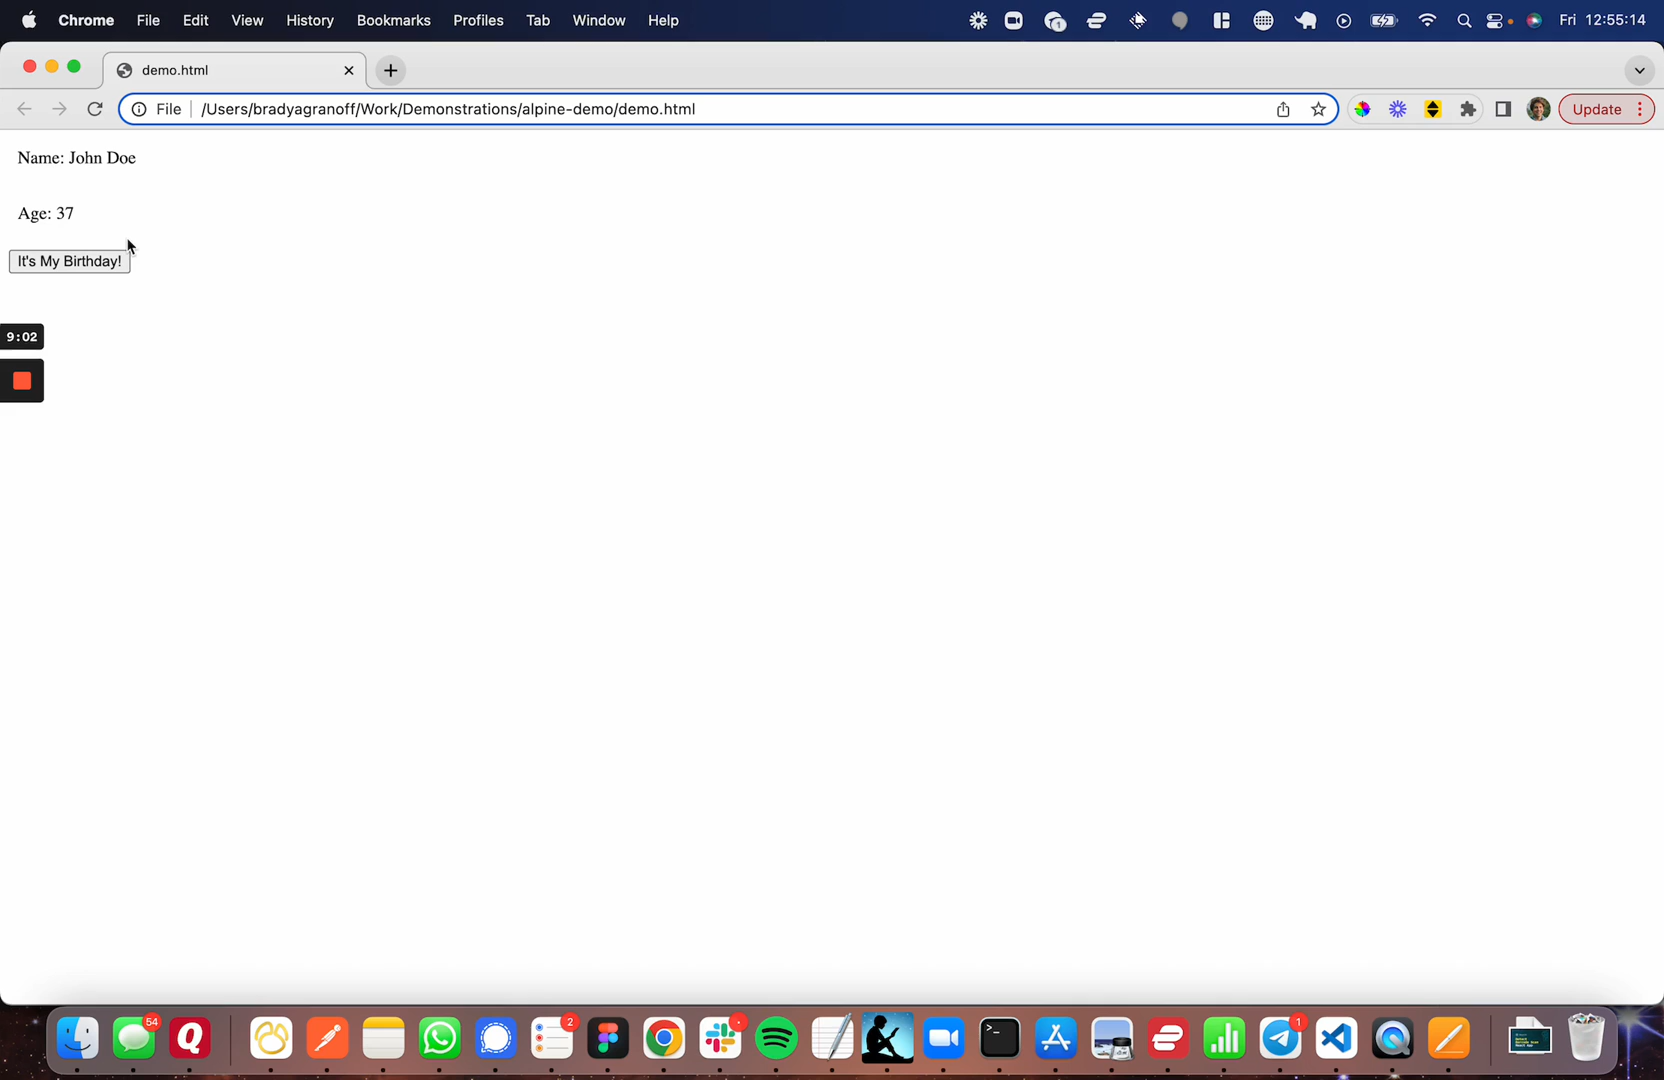 Chrome File Edit View History Bookmarks Profiles Tab Window Help 1 Fri 12:55:14
demo.html
File /Users/bradyagranoff/Work/Demonstrations/alpine-demo/demo.html Update
Name: John Doe
Age: 37
It's My Birthday!
9:02
54 2 1
Q